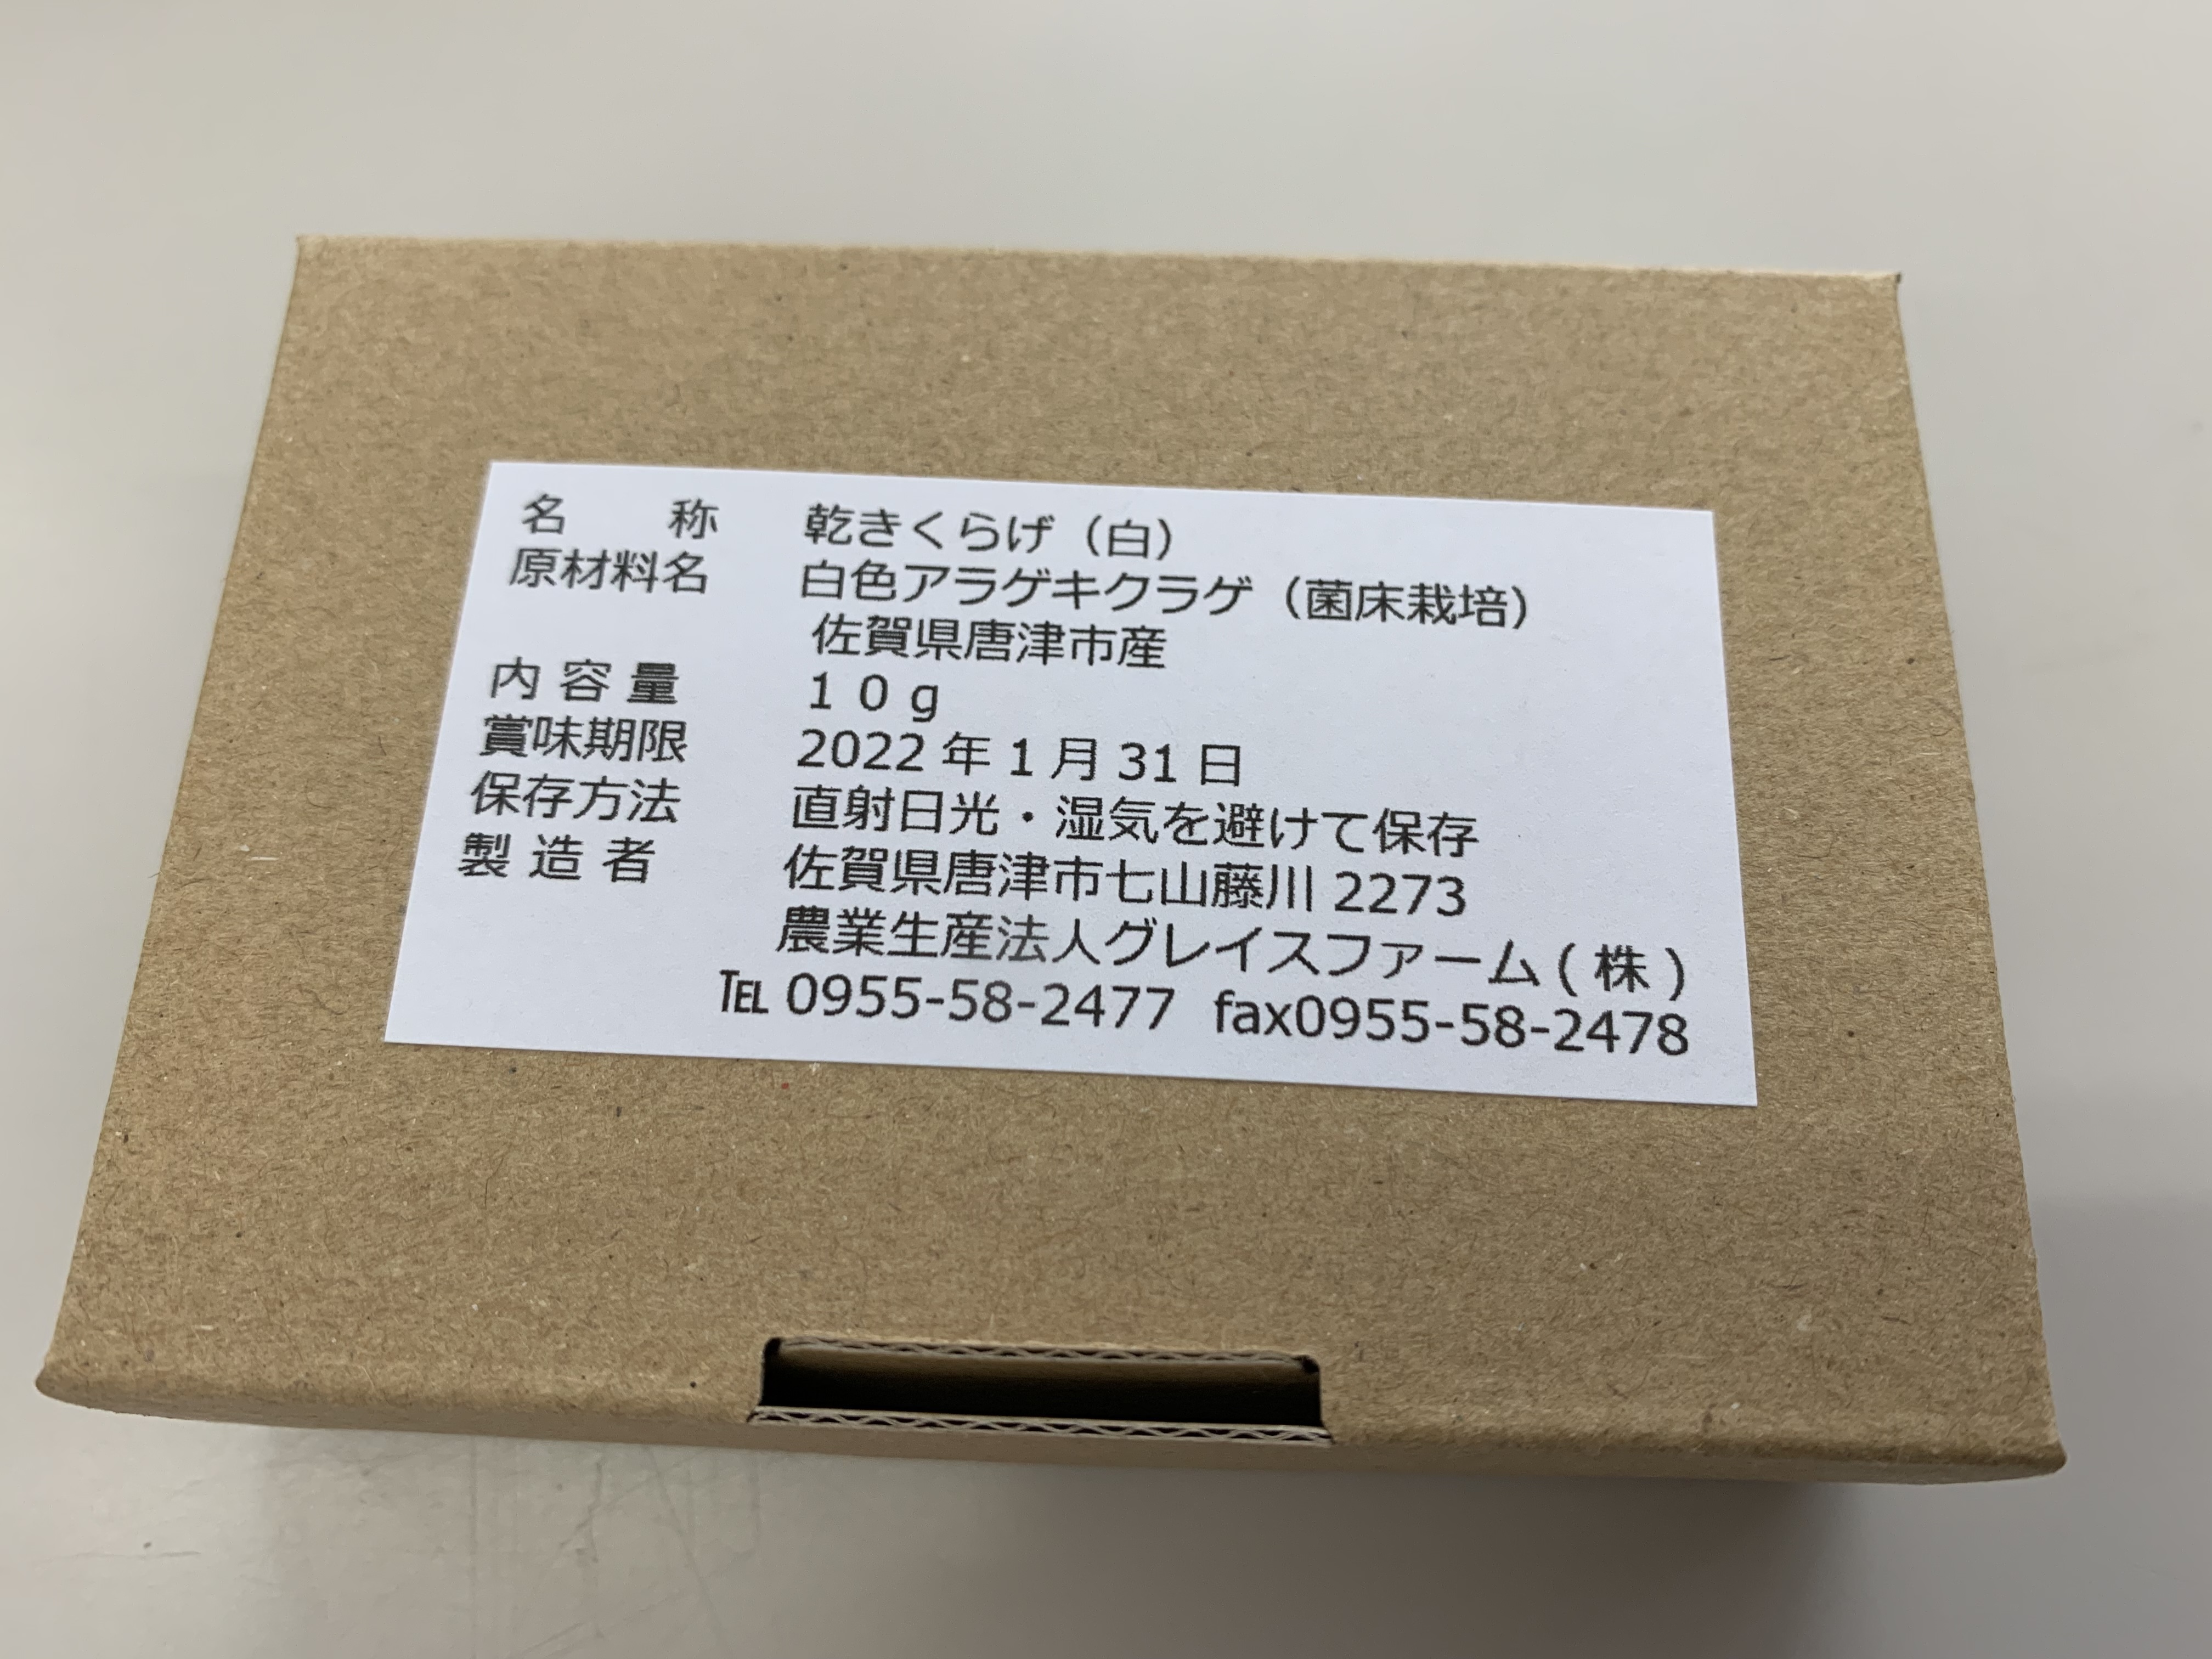 名　　称　乾きくらげ（白）
原材料名　白色アラゲキクラゲ（菌床栽培）
佐賀県唐津市産
内 容 量　１０ｇ
賞味期限　2022 年 1 月 31 日
保存方法　直射日光・湿気を避けて保存
製 造 者　佐賀県唐津市七山藤川 2273
農業生産法人グレイスファーム(株)
℡ 0955-58-2477 fax0955-58-2478